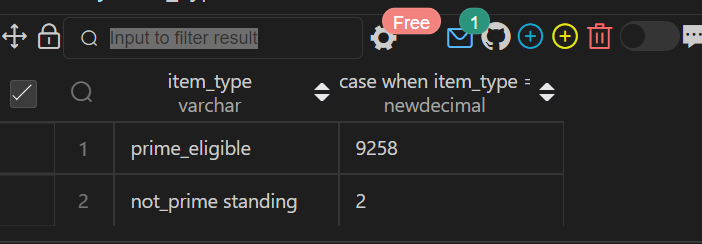 Free
1
Input to filter result
item_type
varchar
case when item_type =
newdecimal
1 prime_eligible 9258
2 not_prime standing 2